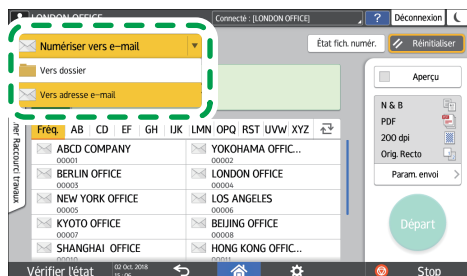 LONDON OFFICE
Connecté : [LONDON OFFICE]
?
Déconnexion
Numériser vers e-mail
État fich. numér.
Réinitialiser
Vers dossier
Vers adresse e-mail
Aperçu
Raccourci travaux
Fréq. AB CD EF GH IJK LMN OPQ RST UVW XYZ
ABCD COMPANY
00001
YOKOHAMA OFFIC...
00002
BERLIN OFFICE
00003
LONDON OFFICE
00004
NEW YORK OFFICE
00005
LOS ANGELES
00006
KYOTO OFFICE
00007
BEIJING OFFICE
00008
SHANGHAI OFFICE
00010
HONG KONG OFFIC...
00011
N & B
PDF
200 dpi
Orig. Recto
Param. envoi
Départ
Vérifier l'état
02 Oct. 2018
15 : 06
Stop